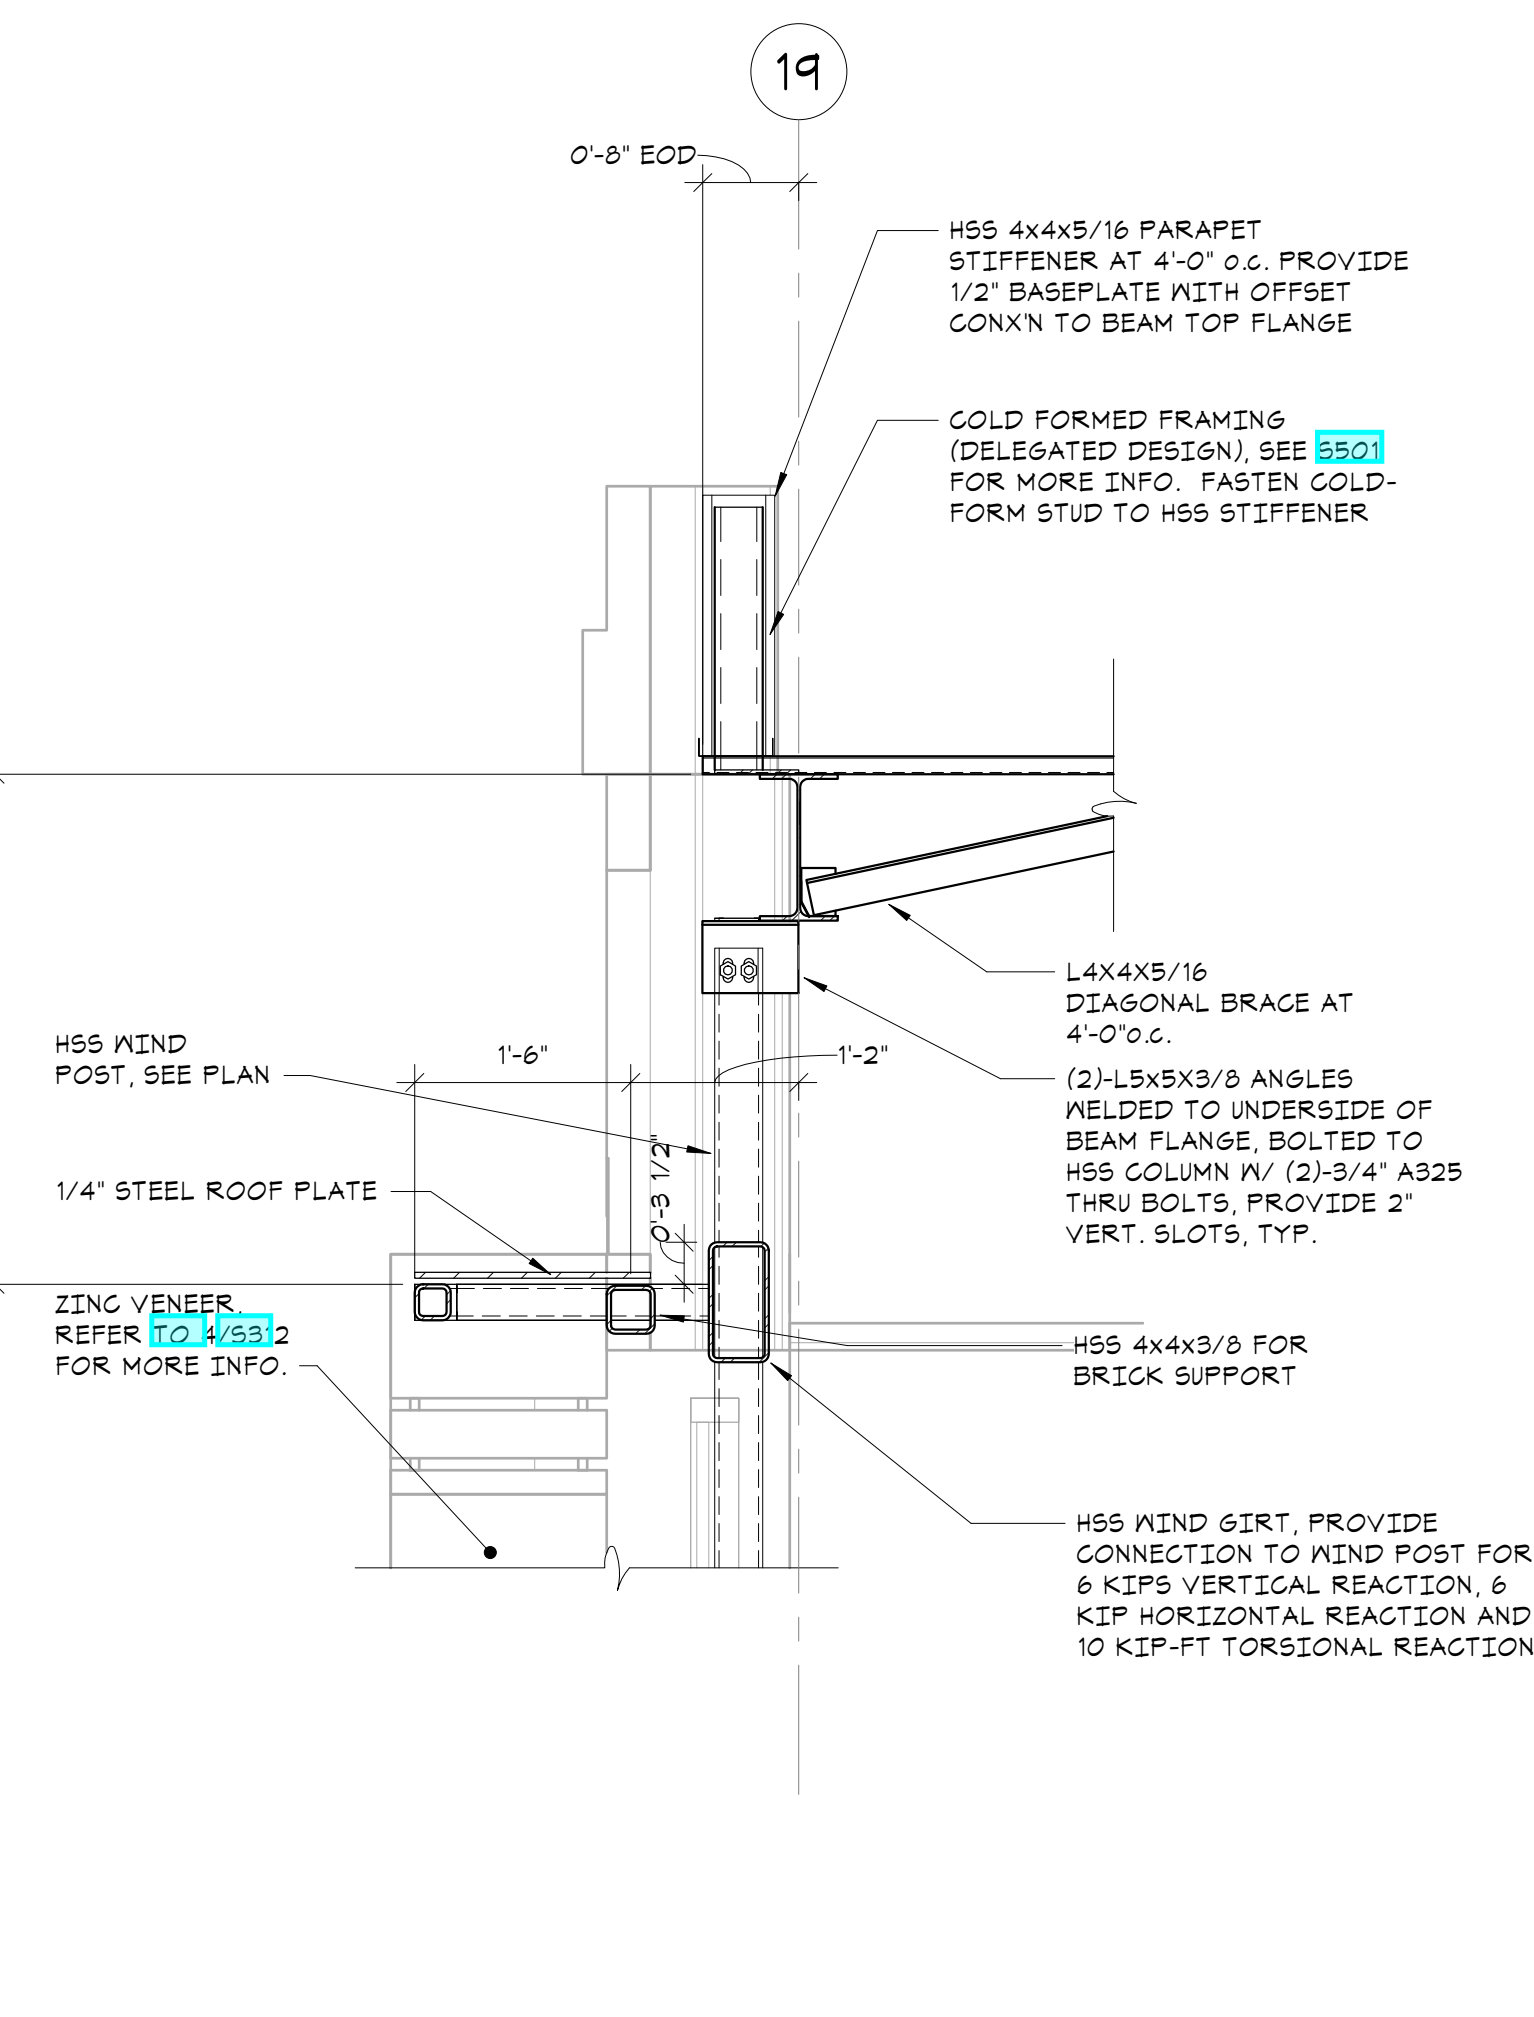 19
0'-8" EOD
HSS 4x4x5/16 PARAPET
STIFFENER AT 4'-0" o.c. PROVIDE
1/2" BASEPLATE WITH OFFSET
CONX'N TO BEAM TOP FLANGE
COLD FORMED FRAMING
(DELEGATED DESIGN), SEE S501
FOR MORE INFO. FASTEN COLD-
FORM STUD TO HSS STIFFENER
L4X4X5/16
DIAGONAL BRACE AT
4'-0"o.c.
HSS WIND
POST, SEE PLAN
1'-6"
1'-2"
(2)-L5x5X3/8 ANGLES
WELDED TO UNDERSIDE OF
BEAM FLANGE, BOLTED TO
HSS COLUMN W/ (2)-3/4" A325
THRU BOLTS, PROVIDE 2"
VERT. SLOTS, TYP.
0'-3 1/2"
1/4" STEEL ROOF PLATE
ZINC VENEER,
REFER TO 4/S312
FOR MORE INFO.
HSS 4x4x3/8 FOR
BRICK SUPPORT
HSS WIND GIRT, PROVIDE
CONNECTION TO WIND POST FOR
6 KIPS VERTICAL REACTION, 6
KIP HORIZONTAL REACTION AND
10 KIP-FT TORSIONAL REACTION